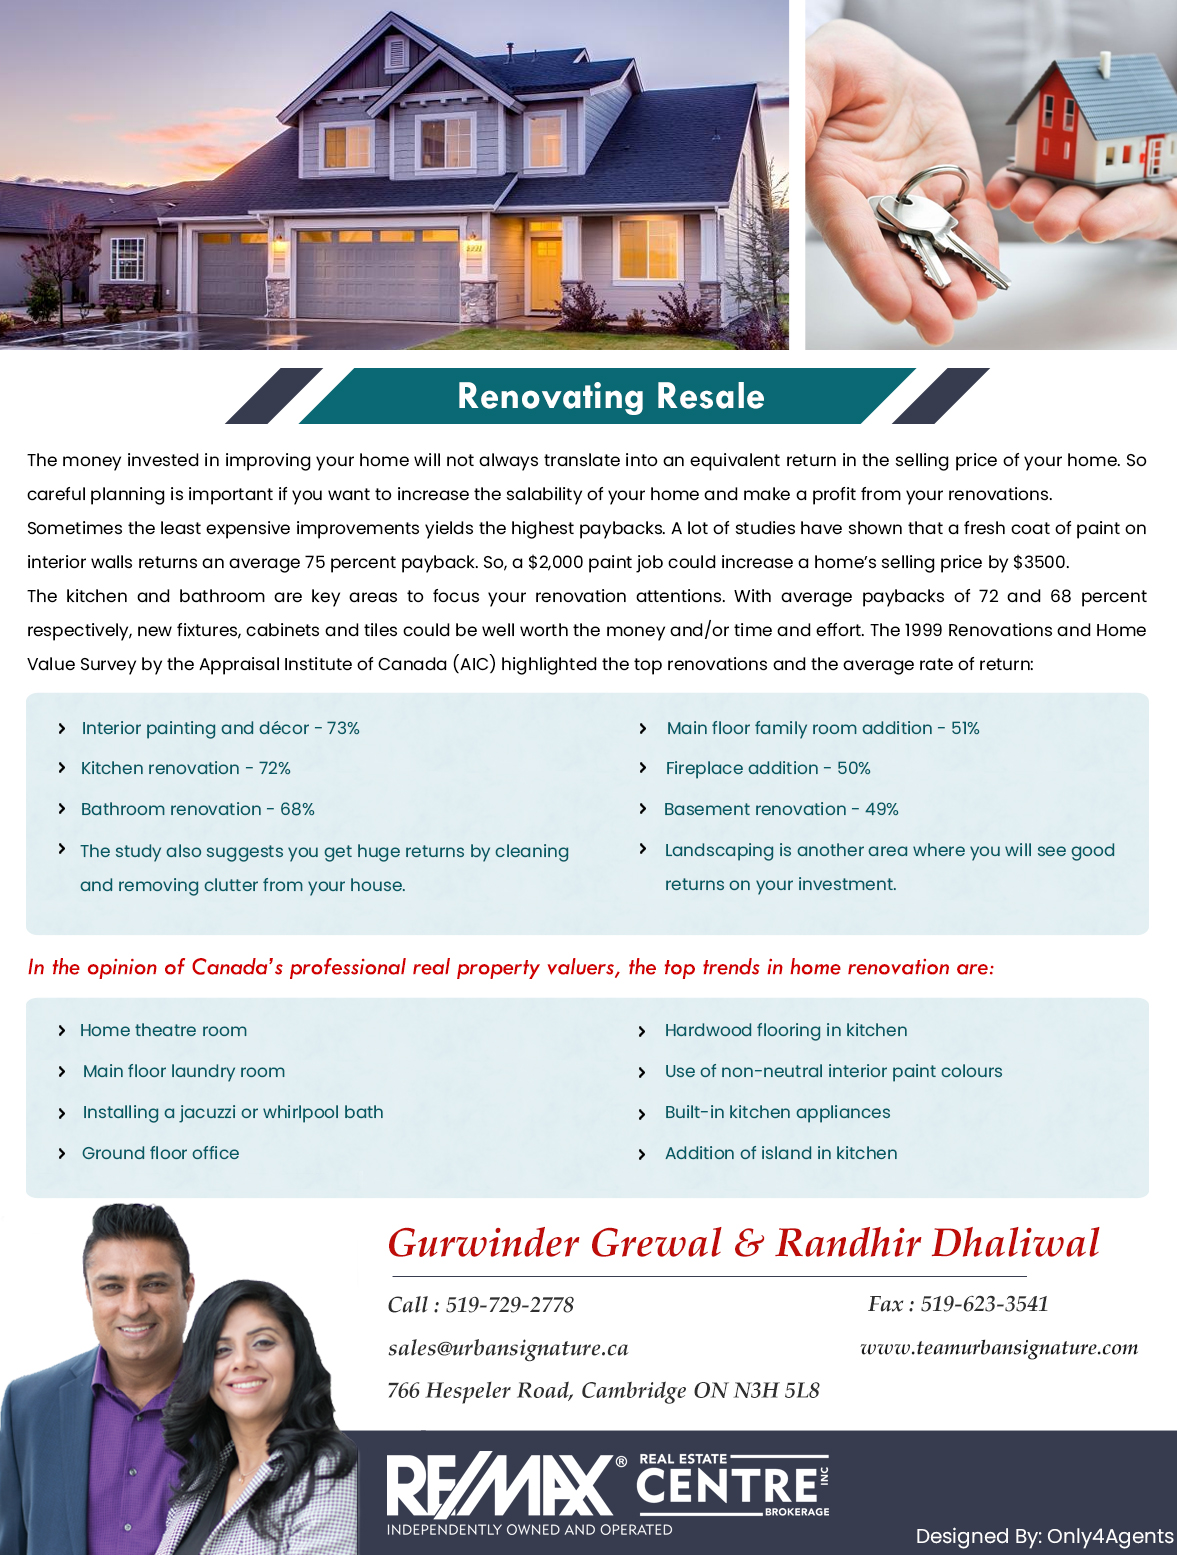 Renovating Resale
The money invested in improving your home will not always translate into an equivalent return in the selling price of your home. So
careful planning is important if you want to increase the salability of your home and make a profit from your renovations.
Sometimes the least expensive improvements yields the highest paybacks. A lot of studies have shown that a fresh coat of paint on
interior walls returns an average 75 percent payback. So, a $2,000 paint job could increase a home’s selling price by $3500.
The kitchen and bathroom are key areas to focus your renovation attentions. With average paybacks of 72 and 68 percent
respectively, new fixtures, cabinets and tiles could be well worth the money and/or time and effort. The 1999 Renovations and Home
Value Survey by the Appraisal Institute of Canada (AIC) highlighted the top renovations and the average rate of return:
Interior painting and décor - 73%
Kitchen renovation - 72%
Bathroom renovation - 68%
The study also suggests you get huge returns by cleaning
and removing clutter from your house.
Main floor family room addition - 51%
Fireplace addition - 50%
Basement renovation - 49%
Landscaping is another area where you will see good
returns on your investment.
In the opinion of Canada’s professional real property valuers, the top trends in home renovation are:
Home theatre room
Main floor laundry room
Installing a jacuzzi or whirlpool bath
Ground floor office
Hardwood flooring in kitchen
Use of non-neutral interior paint colours
Built-in kitchen appliances
Addition of island in kitchen
Gurwinder Grewal & Randhir Dhaliwal
Call : 519-729-2778
Fax : 519-623-3541
sales@urbansignature.ca
www.teamurbansignature.com
766 Hespeler Road, Cambridge ON N3H 5L8
RE/MAX®
REAL ESTATE
CENTRE INC
BROKERAGE
INDEPENDENTLY OWNED AND OPERATED
Designed By: Only4Agents